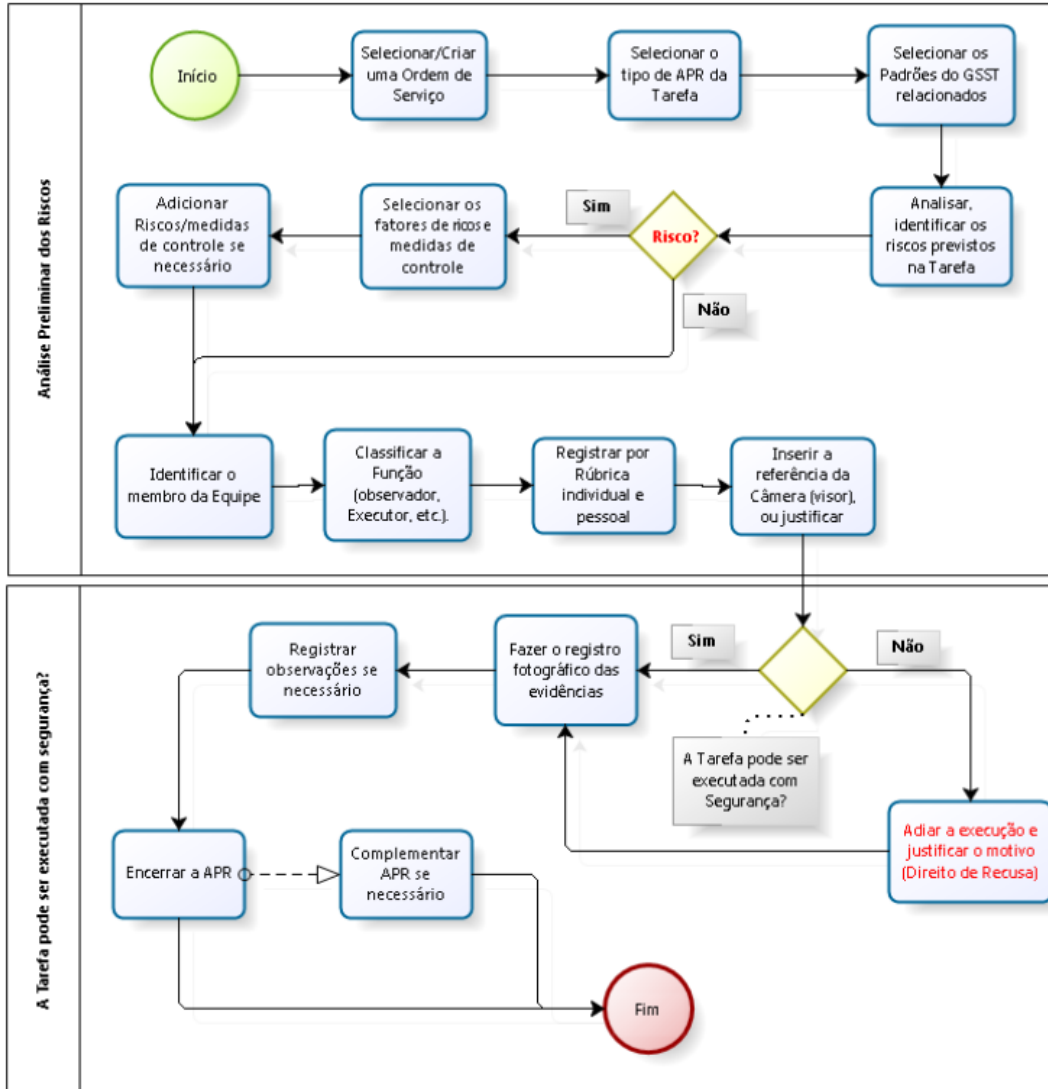 Análise Preliminar dos Riscos
Início
Selecionar/Criar
uma Ordem de
Serviço
Selecionar o
tipo de APR da
Tarefa
Selecionar os
Padrões do GSST
relacionados
Adicionar
Riscos/medidas
de controle se
necessário
Selecionar os
fatores de ricos e
medidas de
controle
Sim
Risco?
Não
Analisar,
identificar os
riscos previstos
na Tarefa
Identificar o
membro da Equipe
Classificar a
Função
(observador,
Executor, etc.).
Registrar por
Rúbrica
individual e
pessoal
Inserir a
referência da
Câmera (visor),
ou justificar
A Tarefa pode ser executada com segurança?
Registrar
observações se
necessário
Fazer o registro
fotográfico das
evidências
Sim
Não
A Tarefa pode ser
executada com
Segurança?
Adiar a execução e
justificar o motivo
(Direito de Recusa)
Encerrar a APR
Complementar
APR se
necessário
Fim